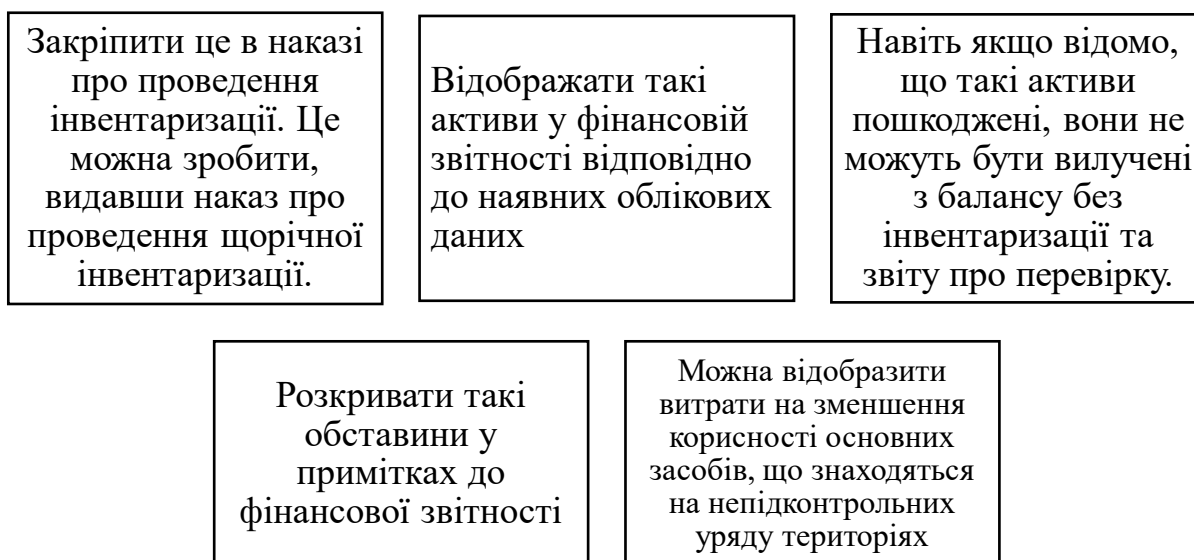 Закріпити це в наказі
про проведення
інвентаризації. Це
можна зробити,
видавши наказ про
проведення щорічної
інвентаризації.
Відображати такі
активи у фінансовій
звітності відповідно
до наявних облікових
даних
Навіть якщо відомо,
що такі активи
пошкоджені, вони не
можуть бути вилучені
з балансу без
інвентаризації та
звіту про перевірку.
Розкривати такі
обставини у
примітках до
фінансової звітності
Можна відобразити
витрати на зменшення
корисності основних
засобів, що знаходяться
на непідконтрольних
уряду територіях